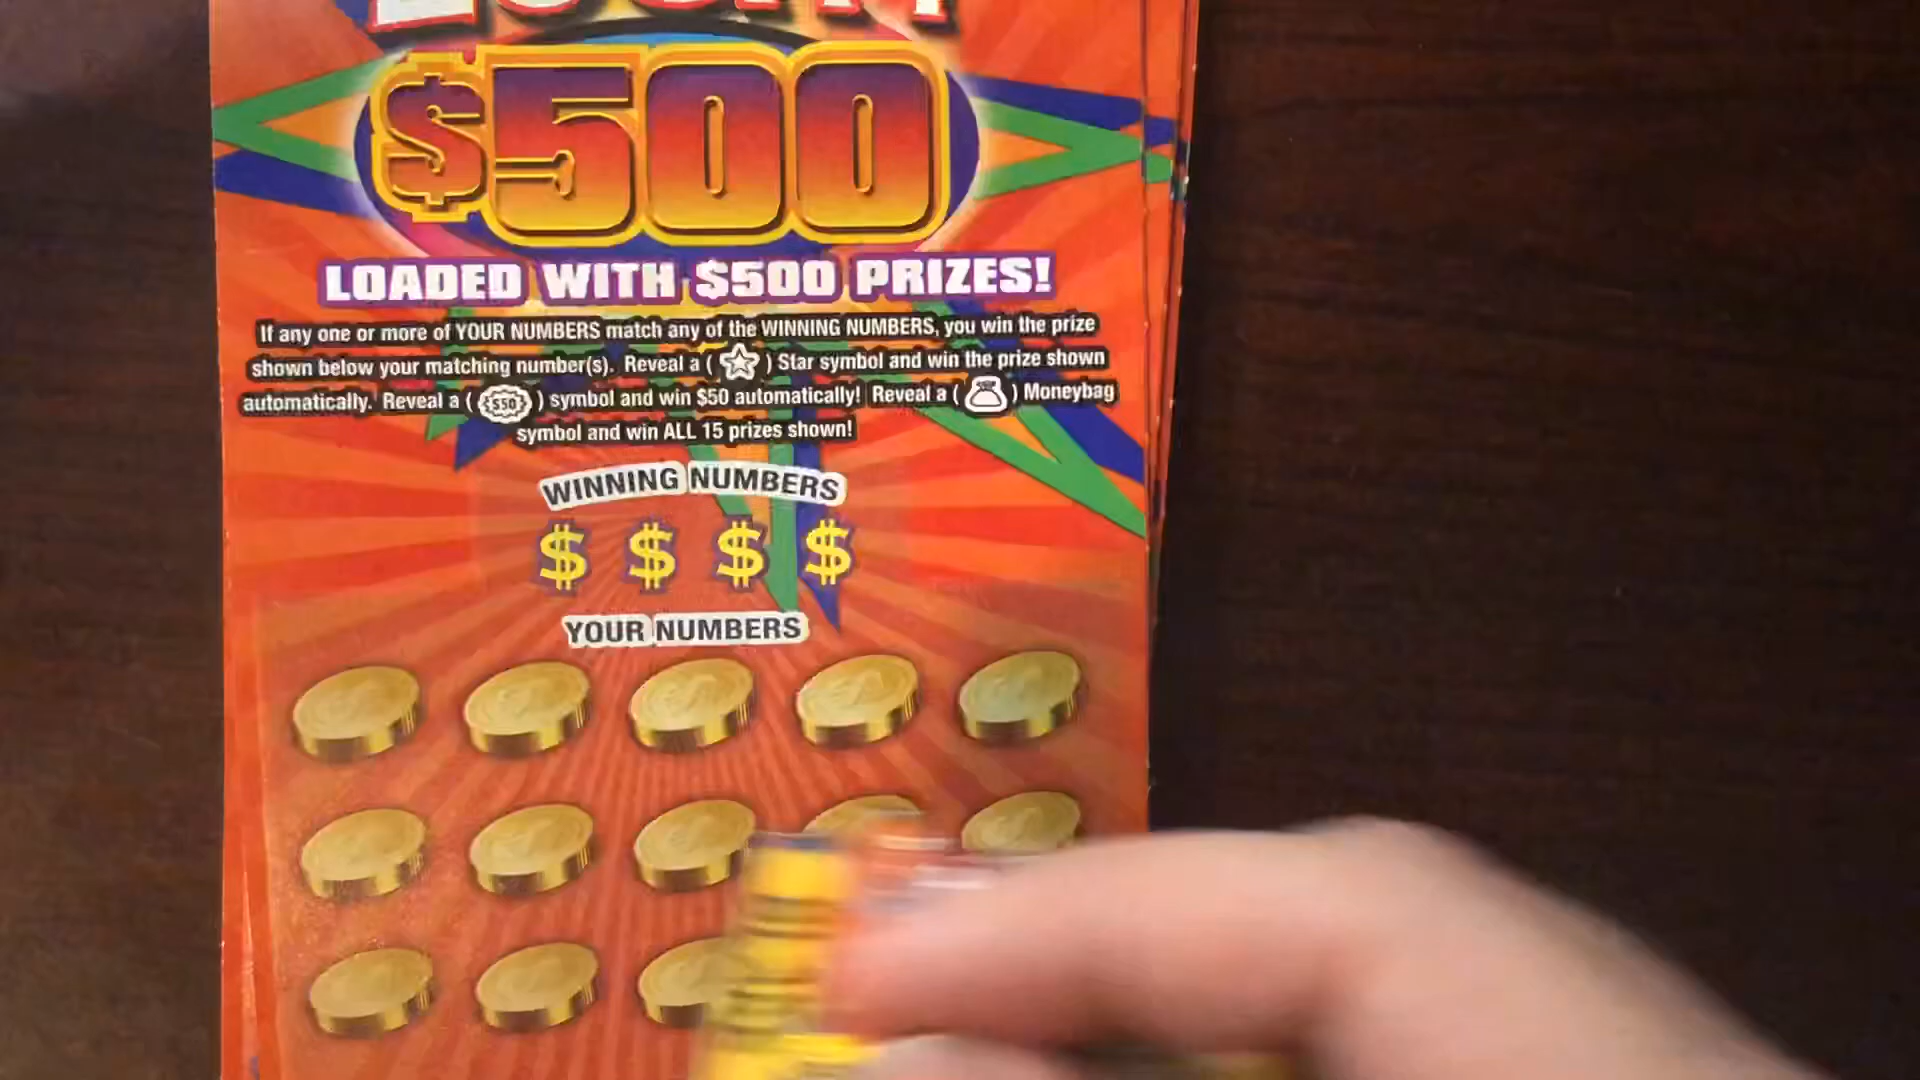 $500
LOADED WITH $500 PRIZES!
If any one or more of YOUR NUMBERS match any of the WINNING NUMBERS, you win the prize
shown below your matching number(s). Reveal a ( ) Star symbol and win the prize shown
automatically. Reveal a ( $50 ) symbol and win $50 automatically! Reveal a ( ) Moneybag
symbol and win ALL 15 prizes shown!
WINNING NUMBERS
$ $ $ $
YOUR NUMBERS